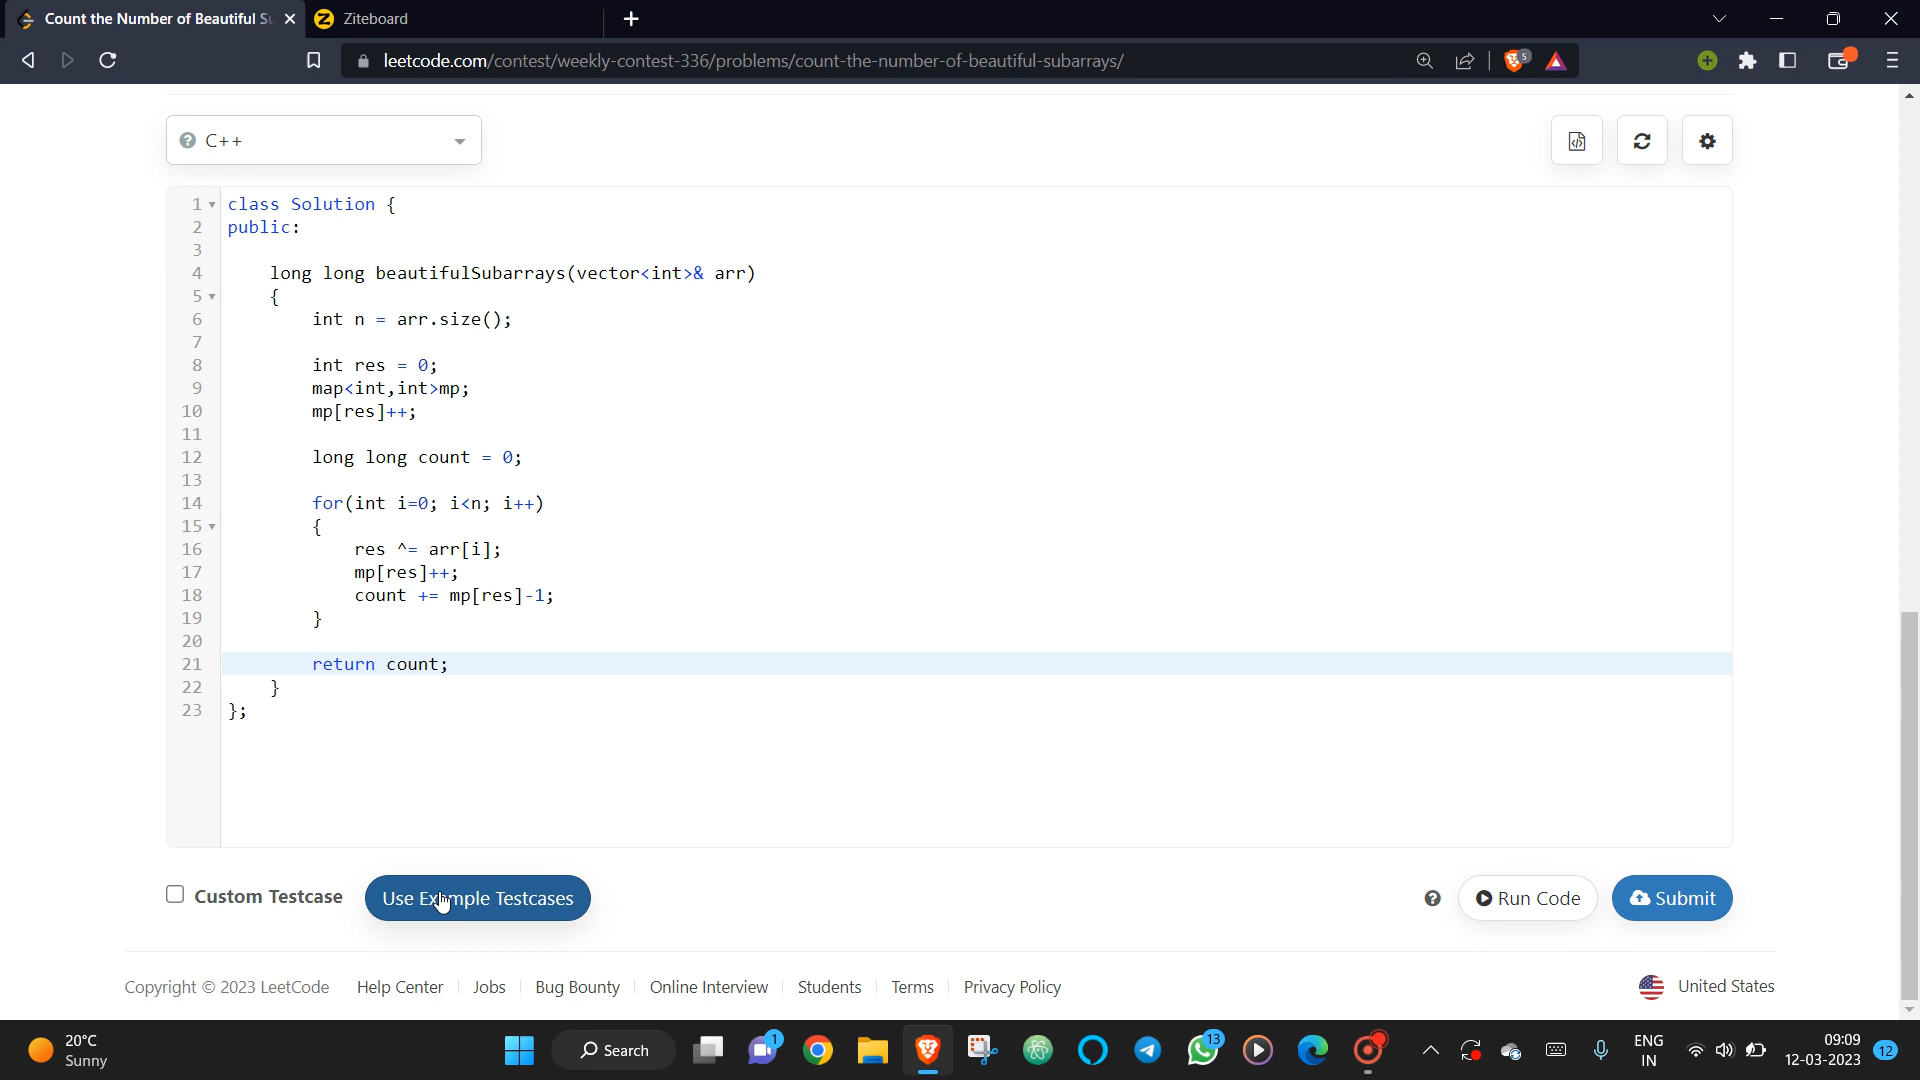 Count the Number of Beautiful Su
Ziteboard
leetcode.com/contest/weekly-contest-336/problems/count-the-number-of-beautiful-subarrays/
5
C++
1 class Solution {
2 public:
3
4 long long beautifulSubarrays(vector<int>& arr)
5 {
6 int n = arr.size();
7
8 int res = 0;
9 map<int,int>mp;
10 mp[res]++;
11
12 long long count = 0;
13
14 for(int i=0; i<n; i++)
15 {
16 res ^= arr[i];
17 mp[res]++;
18 count += mp[res]-1;
19 }
20
21 return count;
22 }
23 };
Custom Testcase Use Example Testcases Run Code Submit
Copyright © 2023 LeetCode Help Center Jobs Bug Bounty Online Interview Students Terms Privacy Policy United States
20°C
Sunny
Search
1
13
ENG
IN
09:09
12-03-2023
12